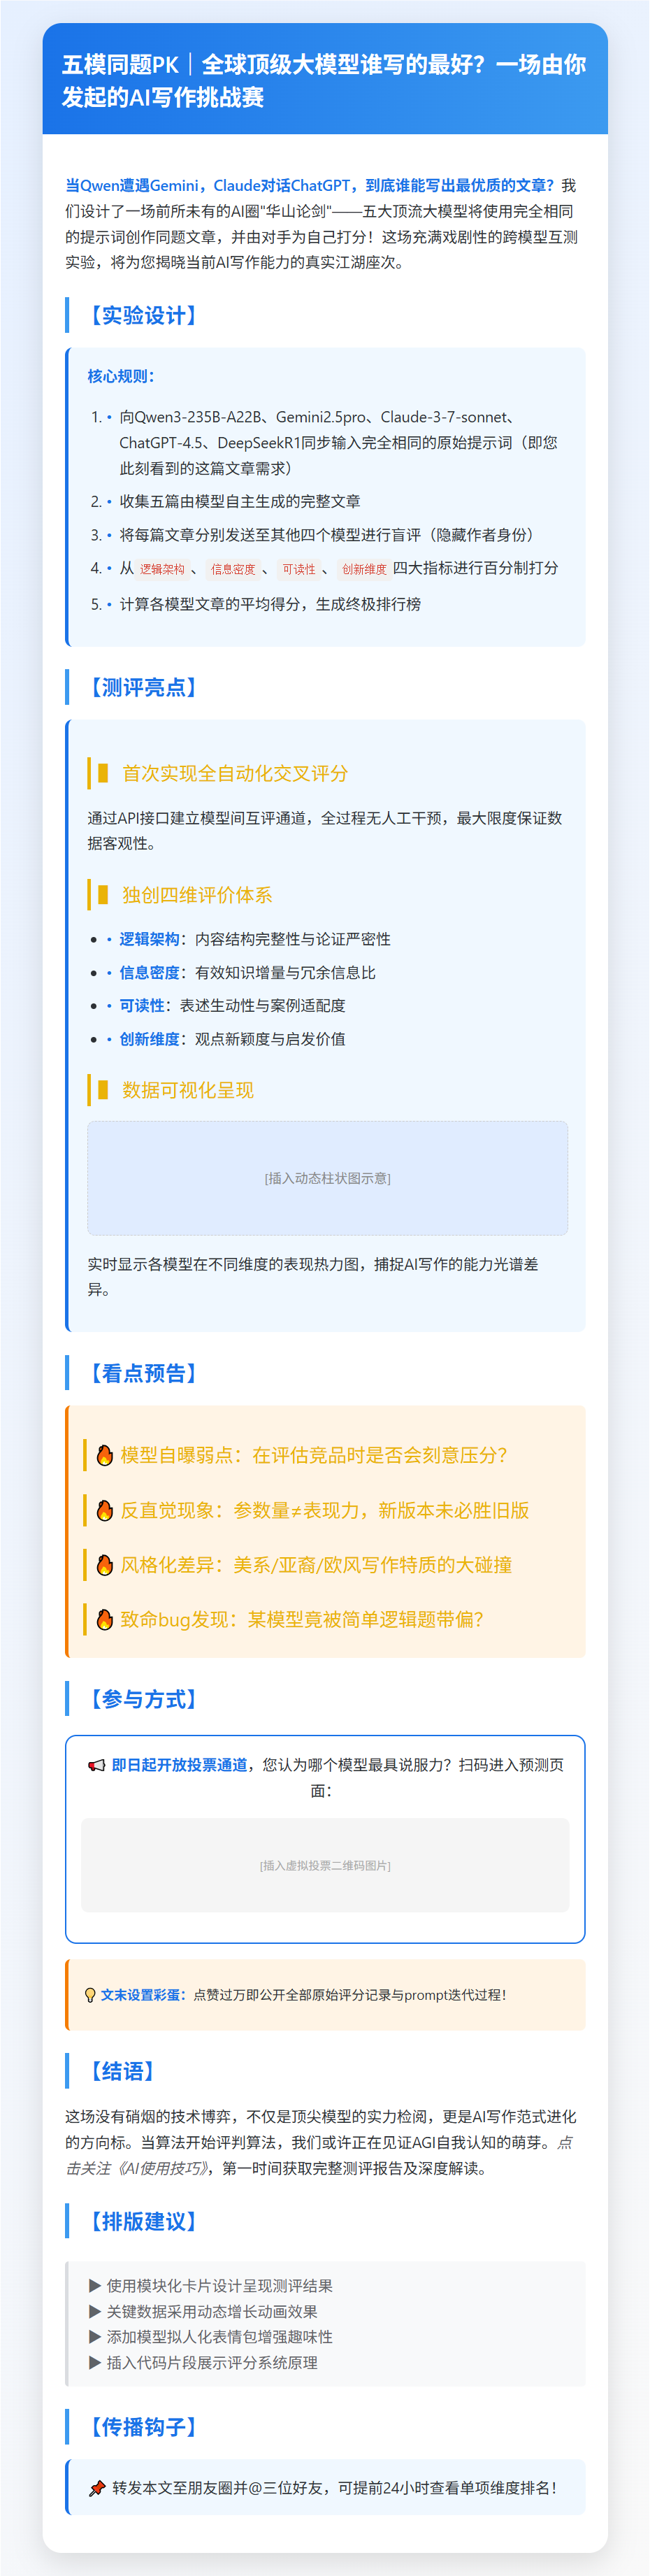 五模同题PK｜全球顶级大模型谁写的最好？一场由你
发起的AI写作挑战赛
当Qwen遭遇Gemini，Claude对话ChatGPT，到底谁能写出最优质的文章？我
们设计了一场前所未有的AI圈"华山论剑"——五大顶流大模型将使用完全相同
的提示词创作同题文章，并由对手为自己打分！这场充满戏剧性的跨模型互测
实验，将为您揭晓当前AI写作能力的真实江湖座次。
【实验设计】
核心规则：
1. • 向Qwen3-235B-A22B、Gemini2.5pro、Claude-3-7-sonnet、
ChatGPT-4.5、DeepSeekR1同步输入完全相同的原始提示词（即您
此刻看到的这篇文章需求）
2. • 收集五篇由模型自主生成的完整文章
3. • 将每篇文章分别发送至其他四个模型进行盲评（隐藏作者身份）
4. • 从 逻辑架构 、 信息密度 、 可读性 、 创新维度 四大指标进行百分制打分
5. • 计算各模型文章的平均得分，生成终极排行榜
【测评亮点】
首次实现全自动化交叉评分
通过API接口建立模型间互评通道，全过程无人工干预，最大限度保证数
据客观性。
独创四维评价体系
• • 逻辑架构：内容结构完整性与论证严密性
• • 信息密度：有效知识增量与冗余信息比
• • 可读性：表述生动性与案例适配度
• • 创新维度：观点新颖度与启发价值
数据可视化呈现
[插入动态柱状图示意]
实时显示各模型在不同维度的表现热力图，捕捉AI写作的能力光谱差
异。
【看点预告】
🔥 模型自曝弱点：在评估竞品时是否会刻意压分？
🔥 反直觉现象：参数量≠表现力，新版本未必胜旧版
🔥 风格化差异：美系/亚裔/欧风写作特质的大碰撞
🔥 致命bug发现：某模型竟被简单逻辑题带偏？
【参与方式】
📢 即日起开放投票通道，您认为哪个模型最具说服力？扫码进入预测页
面：
[插入虚拟投票二维码图片]
💡 文末设置彩蛋：点赞过万即公开全部原始评分记录与prompt迭代过程！
【结语】
这场没有硝烟的技术博弈，不仅是顶尖模型的实力检阅，更是AI写作范式进化
的方向标。当算法开始评判算法，我们或许正在见证AGI自我认知的萌芽。点
击关注《AI使用技巧》，第一时间获取完整测评报告及深度解读。
【排版建议】
▶ 使用模块化卡片设计呈现测评结果
▶ 关键数据采用动态增长动画效果
▶ 添加模型拟人化表情包增强趣味性
▶ 插入代码片段展示评分系统原理
【传播钩子】
📌 转发本文至朋友圈并@三位好友，可提前24小时查看单项维度排名！